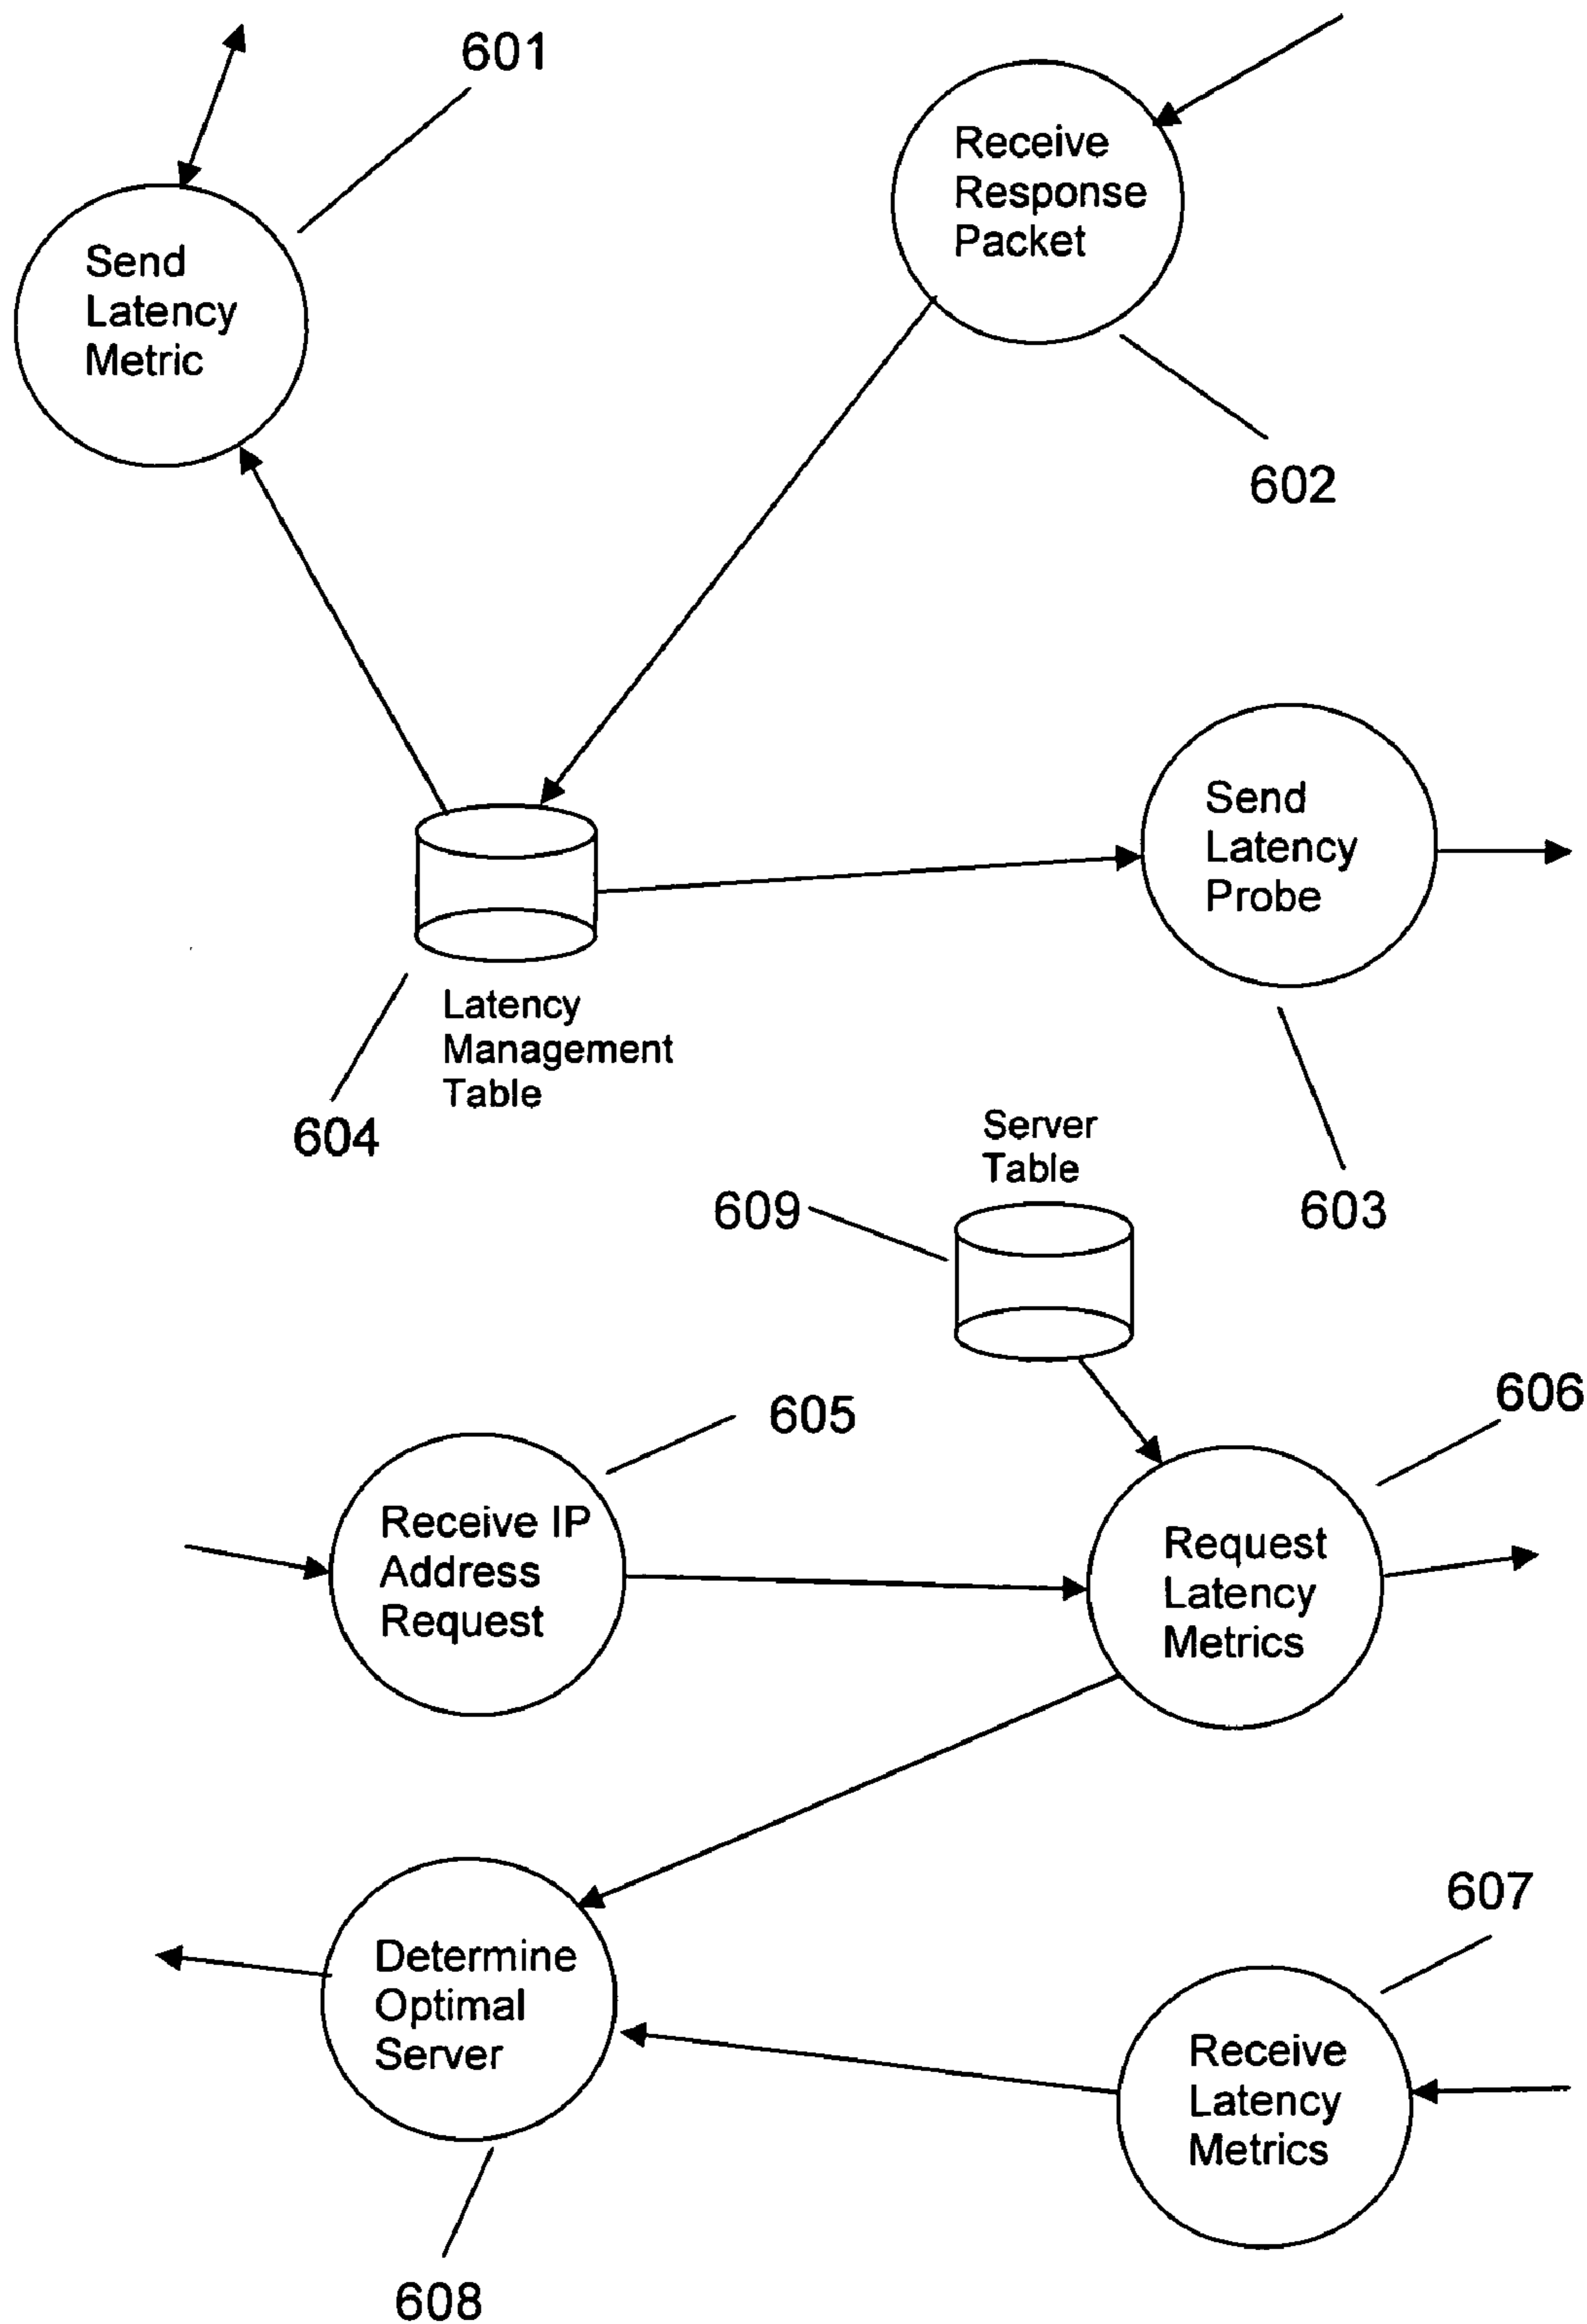 601
Receive
Response
Packet
Send
Latency
Metric
602
Send
Latency
Probe
Latency
Management
Table
604
Server
Table
603
609
606
605
Receive IP
Address
Request
Request
Latency
Metrics
607
Determine
Optimal
Server
Receive
Latency
Metrics
608